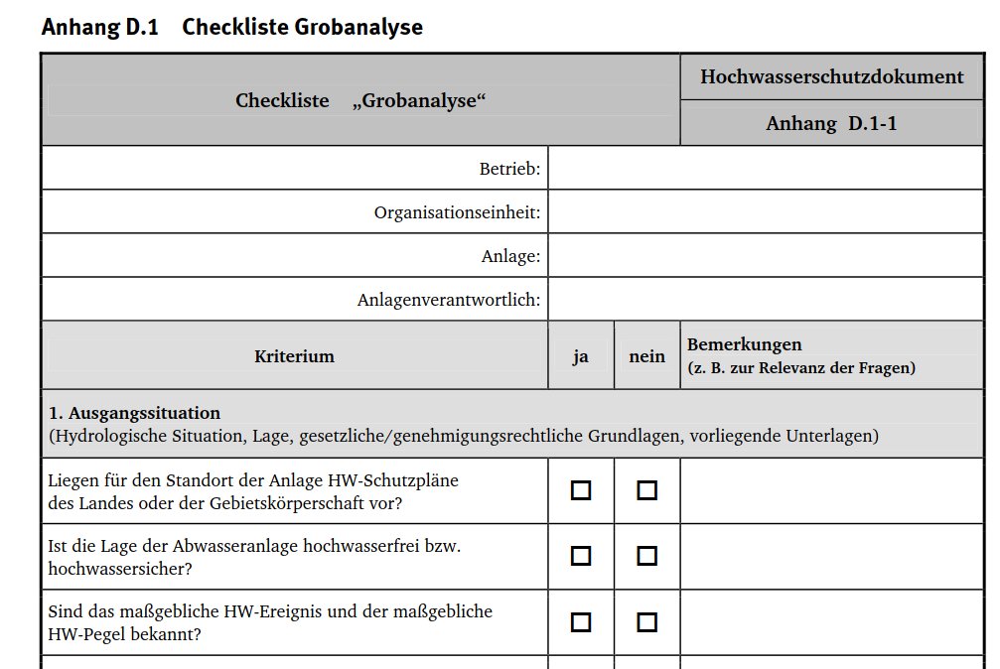 Anhang D.1 Checkliste Grobanalyse
Checkliste „Grobanalyse“
Hochwasserschutzdokument
Anhang D.1-1
Betrieb:
Organisationseinheit:
Anlage:
Anlagenverantwortlich:
Kriterium
ja
nein
Bemerkungen
(z. B. zur Relevanz der Fragen)
1. Ausgangssituation
(Hydrologische Situation, Lage, gesetzliche/genehmigungsrechtliche Grundlagen, vorliegende Unterlagen)
Liegen für den Standort der Anlage HW-Schutzpläne
des Landes oder der Gebietskörperschaft vor?
Ist die Lage der Abwasseranlage hochwasserfrei bzw.
hochwassersicher?
Sind das maßgebliche HW-Ereignis und der maßgebliche
HW-Pegel bekannt?